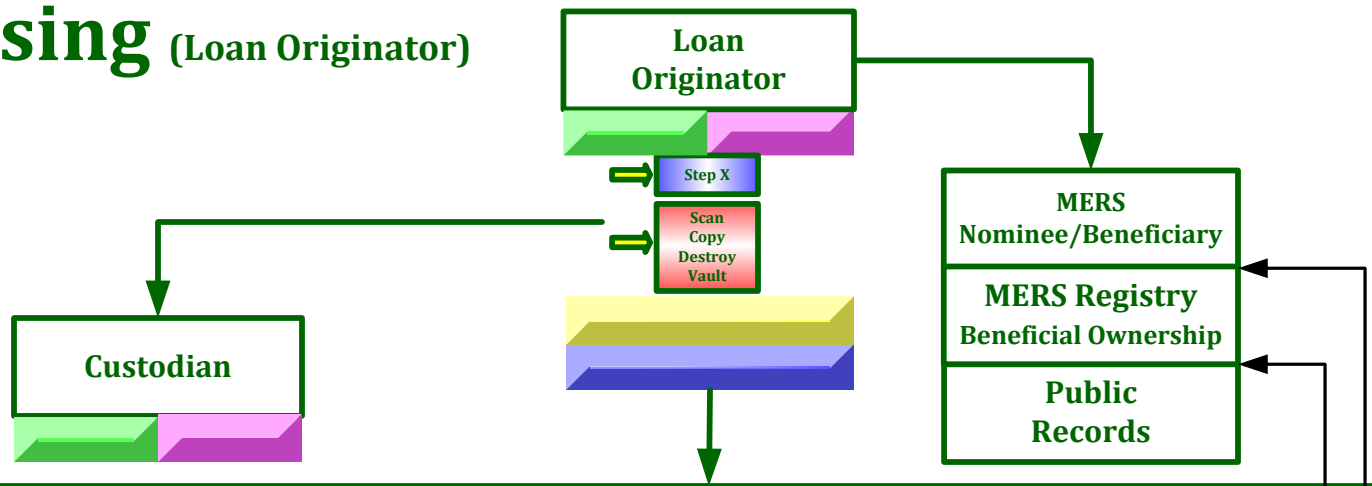 sing (Loan Originator)
Loan
Originator
Step X
Scan
Copy
Destroy
Vault
MERS
Nominee/Beneficiary
MERS Registry
Beneficial Ownership
Public
Records
Custodian